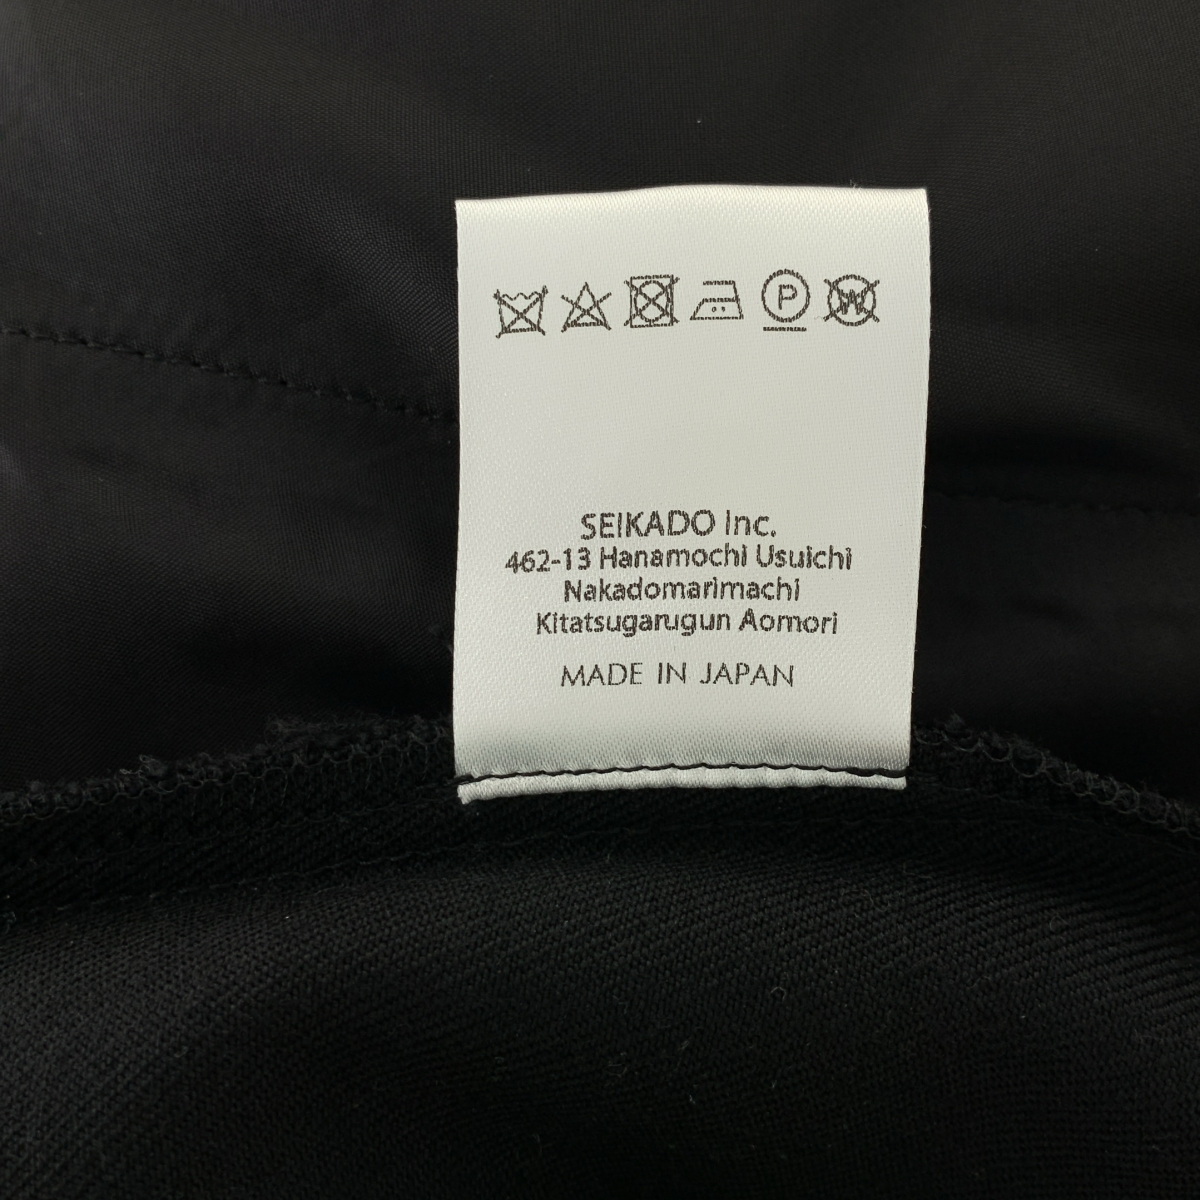 P W
SEIKADO Inc.
462-13 Hanamochi Usuichi
Nakadomarimachi
Kitatsugarugun Aomori
MADE IN JAPAN